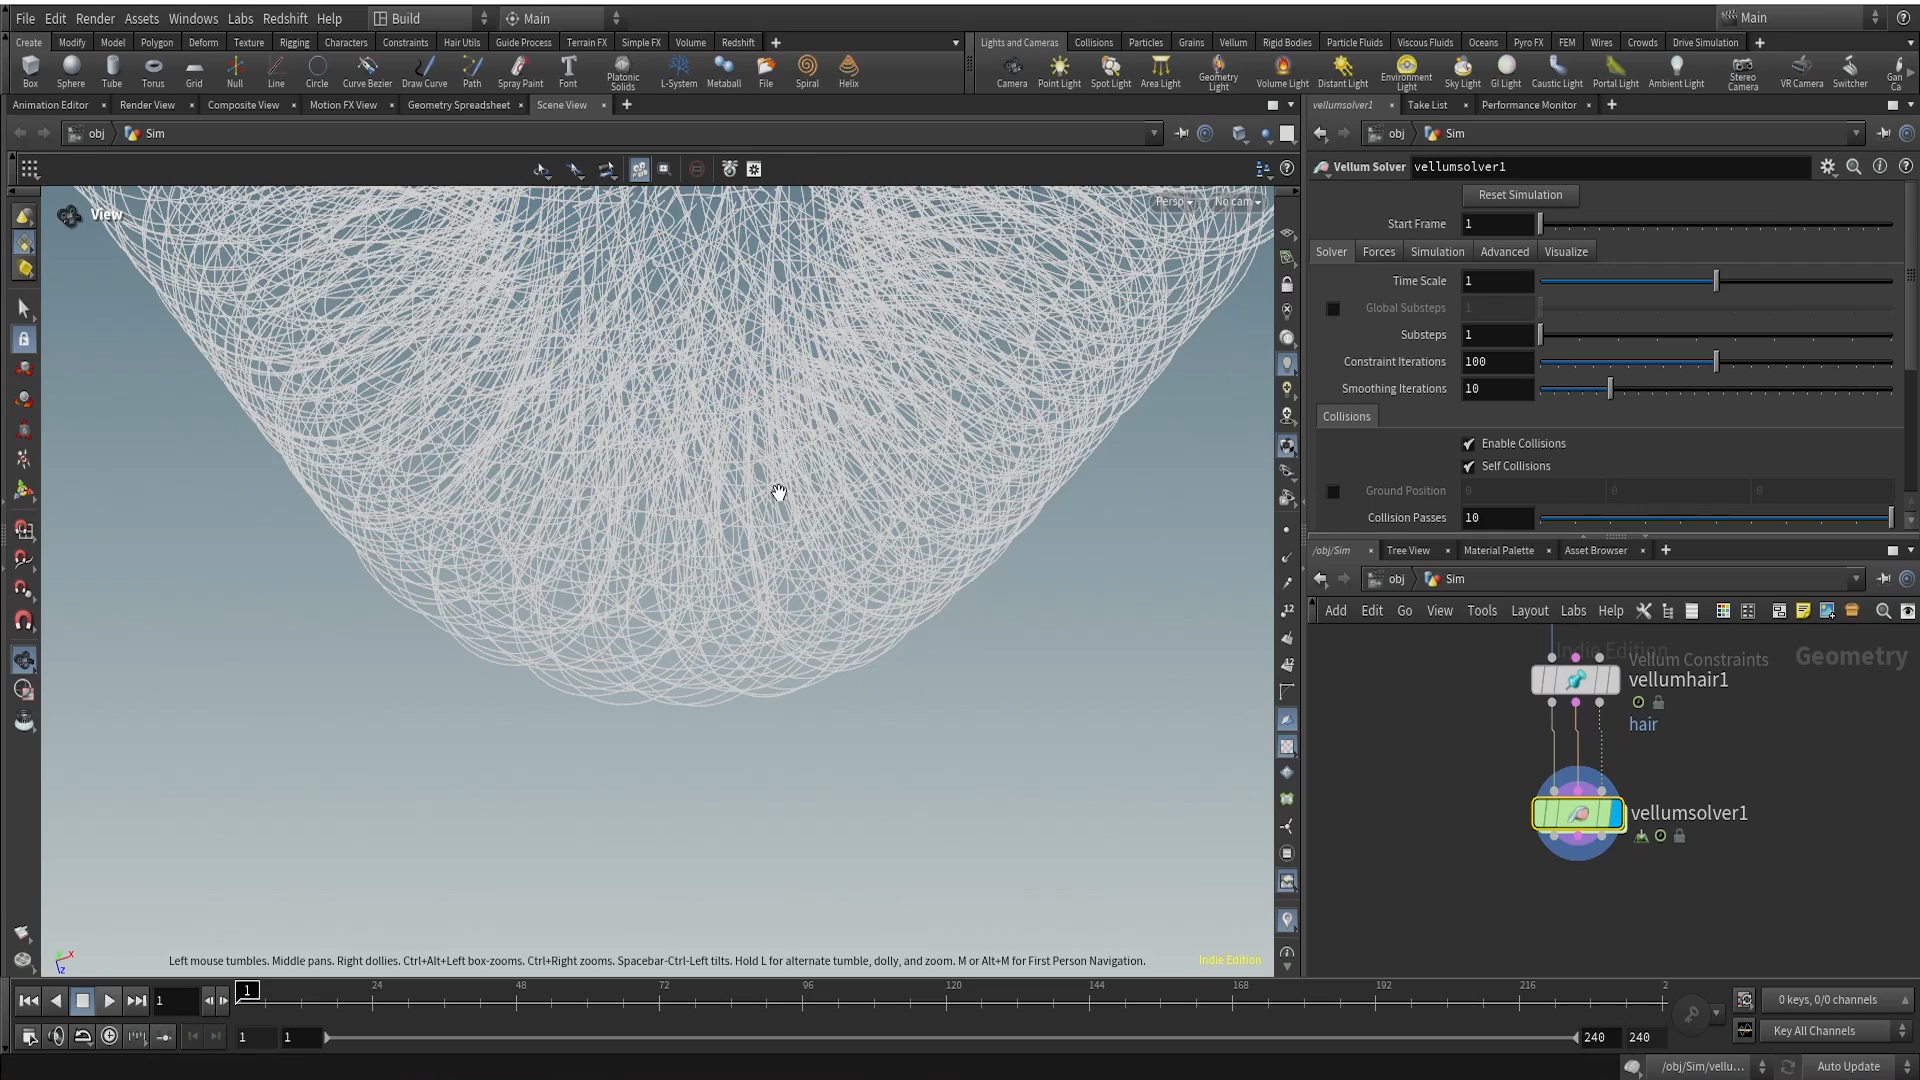 File Edit Render Assets Windows Labs Redshift Help Build Main Main
Create Modify Model Polygon Deform Texture Rigging Characters Constraints Hair Utils Guide Process Terrain FX Simple FX Volume Redshift
Lights and Cameras Collisions Particles Grains Vellum Rigid Bodies Particle Fluids Viscous Fluids Oceans Pyro FX FEM Wires Crowds Drive Simulation
Box Sphere Tube Torus Grid Null Line Circle Curve Bezier Draw Curve Path Spray Paint Font Platonic Solids L-System Metaball File Spiral Helix
Camera Point Light Spot Light Area Light Geometry Light Volume Light Distant Light Environment Light Sky Light GI Light Caustic Light Portal Light Ambient Light Stereo Camera VR Camera Switcher Gan Ca
Animation Editor Render View Composite View Motion FX View Geometry Spreadsheet Scene View
vellumsolver1 Take List Performance Monitor
obj Sim
obj Sim
Vellum Solver vellumsolver1
View Persp No cam
Reset Simulation
Start Frame 1
Solver Forces Simulation Advanced Visualize
Time Scale 1
Global Substeps 1
Substeps 1
Constraint Iterations 100
Smoothing Iterations 10
Collisions
Enable Collisions
Self Collisions
Ground Position 0 0 0
Collision Passes 10
/obj/Sim Tree View Material Palette Asset Browser
obj Sim
Add Edit Go View Tools Layout Labs Help
Indie Edition
Geometry
Vellum Constraints
vellumhair1
hair
vellumsolver1
12
12
x
z
Left mouse tumbles. Middle pans. Right dollies. Ctrl+Alt+Left box-zooms. Ctrl+Right zooms. Spacebar-Ctrl-Left tilts. Hold L for alternate tumble, dolly, and zoom. M or Alt+M for First Person Navigation.
Indie Edition
1 1 24 48 72 96 120 144 168 192 216 2
0 keys, 0/0 channels
1 1 240 240
Key All Channels
/obj/Sim/vellu... Auto Update